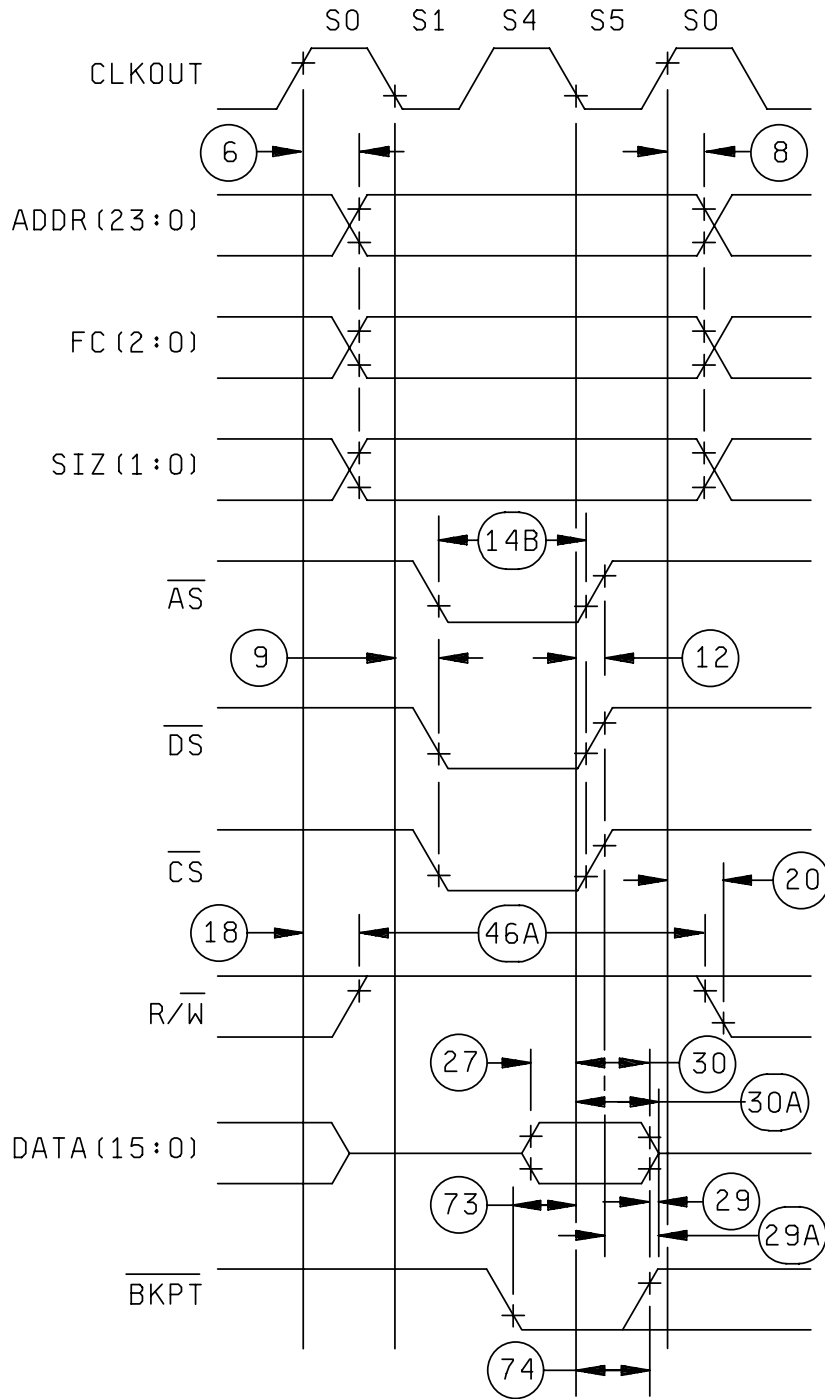 S0 S1 S4 S5 S0
CLKOUT
6 8
ADDR(23:0)
FC(2:0)
SIZ(1:0)
14B
AS
9 12
DS
CS
20
18 46A
R/W
27 30
30A
DATA(15:0)
73 29
29A
BKPT
74